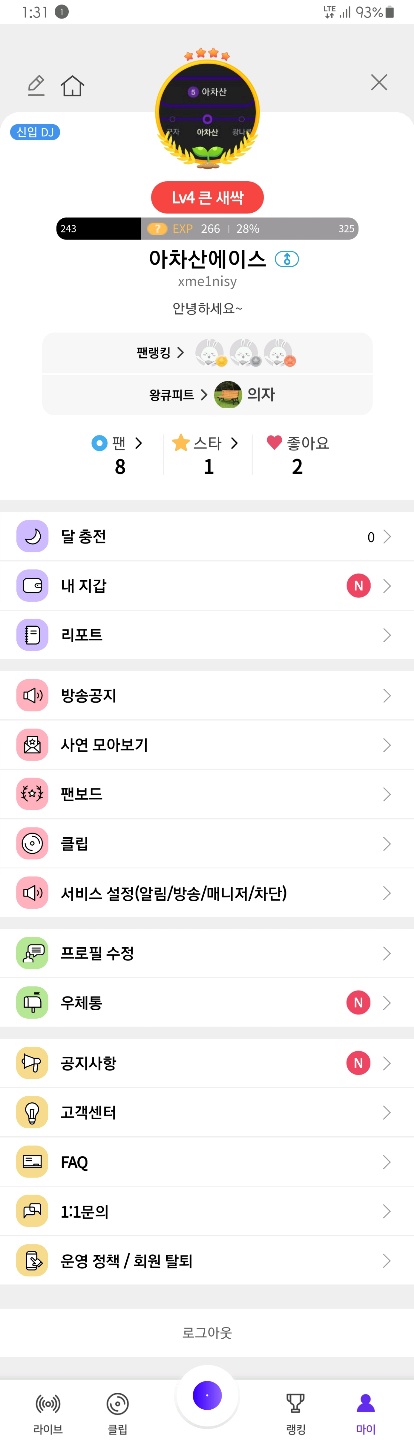 1:31 1 LTE 93%
5 아차산
아차산
신입 DJ
Lv4 큰 새싹
243 ? EXP 266 | 28% 325
아차산에이스
xme1nisy
안녕하세요~
팬랭킹 >
왕큐피트 > 의자
팬 > 스타 > 좋아요
8 1 2
달 충전 0
내 지갑 N
리포트
방송공지
사연 모아보기
팬보드
클립
서비스 설정(알림/방송/매니저/차단)
프로필 수정
우체통 N
공지사항 N
고객센터
FAQ
1:1문의
운영 정책 / 회원 탈퇴
로그아웃
라이브 클립 랭킹 마이